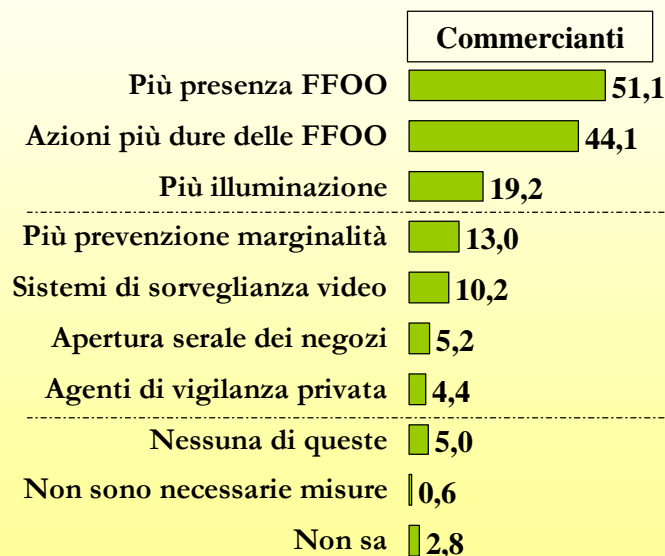 Commercianti
Più presenza FFOO 51,1
Azioni più dure delle FFOO 44,1
Più illuminazione 19,2
Più prevenzione marginalità 13,0
Sistemi di sorveglianza video 10,2
Apertura serale dei negozi 5,2
Agenti di vigilanza privata 4,4
Nessuna di queste 5,0
Non sono necessarie misure 0,6
Non sa 2,8